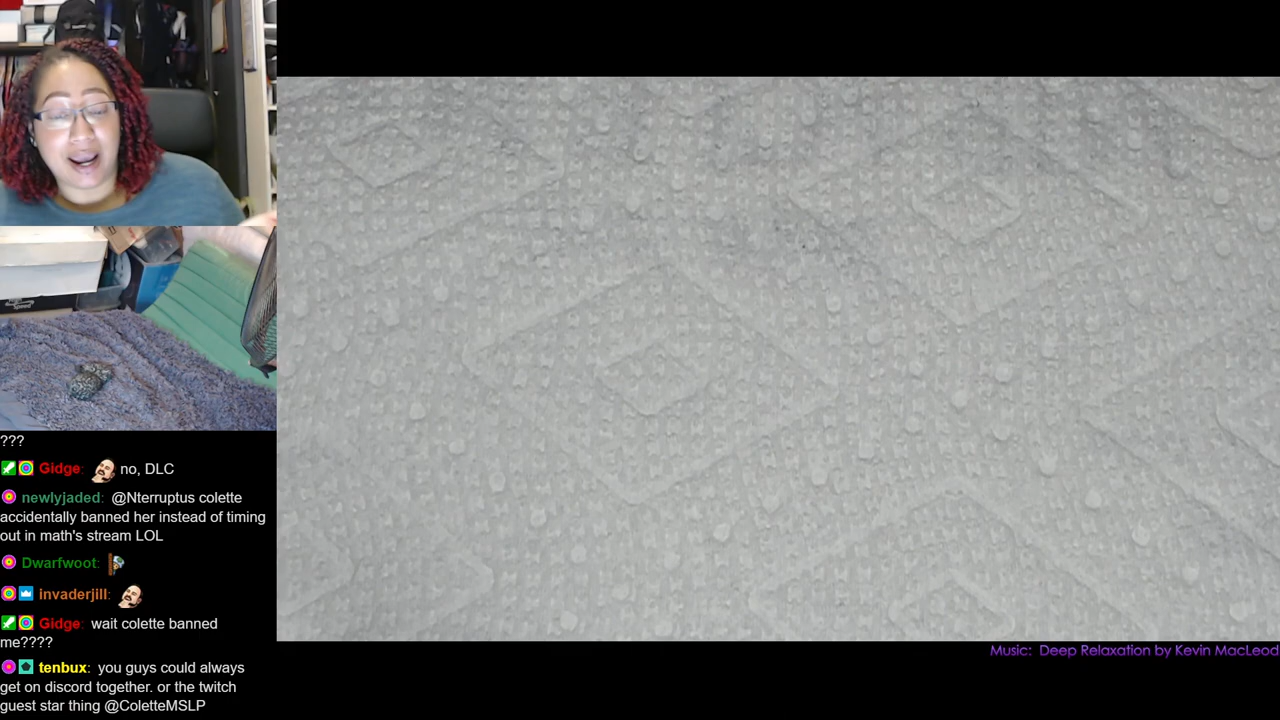 High
Speed
???
Gidge: no, DLC
newlyjaded: @Nterruptus colette
accidentally banned her instead of timing
out in math's stream LOL
Dwarfwoot:
invaderjill:
Gidge: wait colette banned
me????
tenbux: you guys could always
get on discord together. or the twitch
guest star thing @ColetteMSLP
Music: Deep Relaxation by Kevin MacLeod